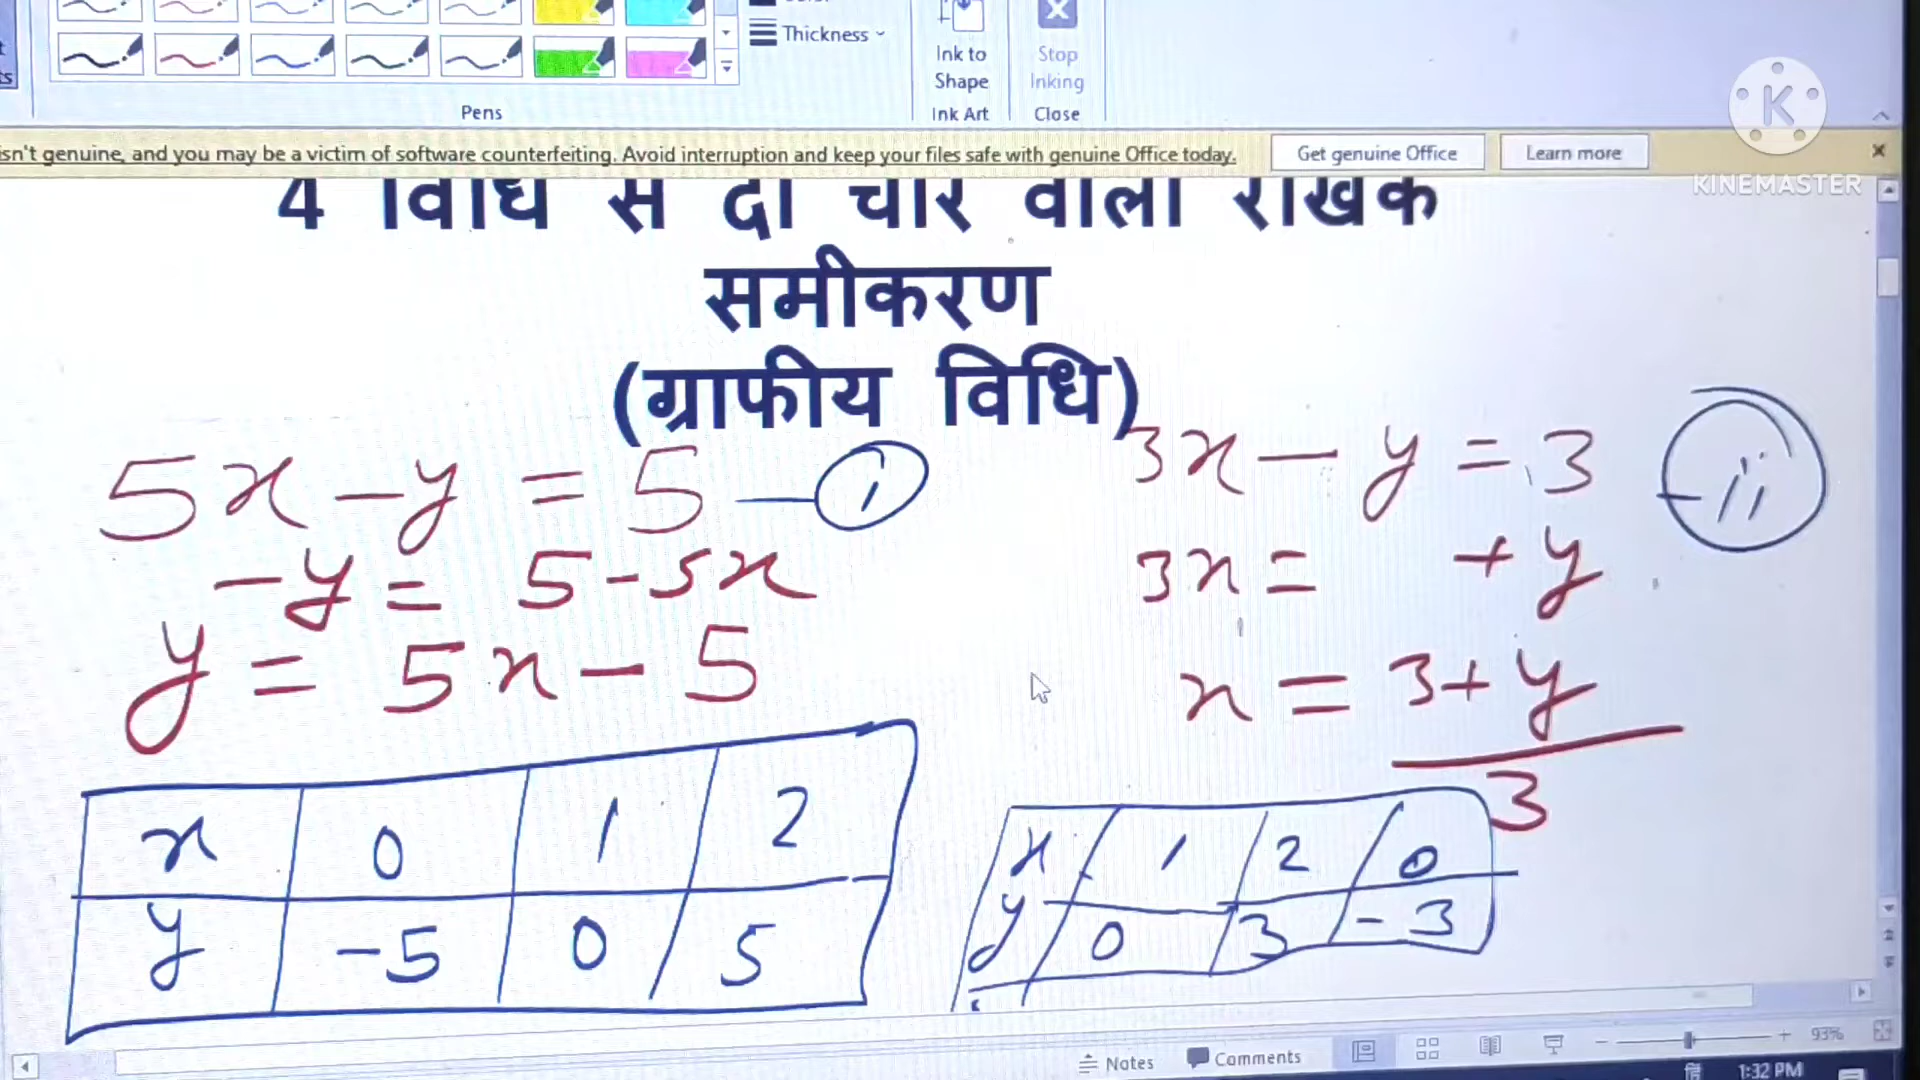 Thickness
Ink to Shape
Stop Inking
Pens
Ink Art
Close
isn't genuine, and you may be a victim of software counterfeiting. Avoid interruption and keep your files safe with genuine Office today.
Get genuine Office
Learn more
K
KINEMASTER
4 विधि से दो चार वाला रैखिक
समीकरण
(ग्राफीय विधि)
5x - y = 5 — i
- y = 5 - 5x
y = 5x - 5
x 0 1 2
y -5 0 5
3x - y = 3 - ii
3x = + y
x = 3 + y
3
x 1 2 0
y 0 3 -3
Notes
Comments
93%
1:32 PM